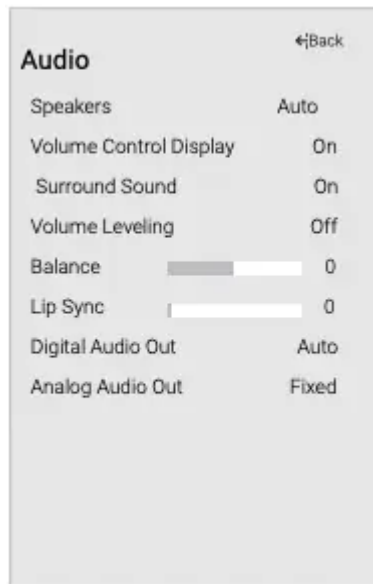 Back
Audio
Speakers Auto
Volume Control Display On
Surround Sound On
Volume Leveling Off
Balance 0
Lip Sync 0
Digital Audio Out Auto
Analog Audio Out Fixed